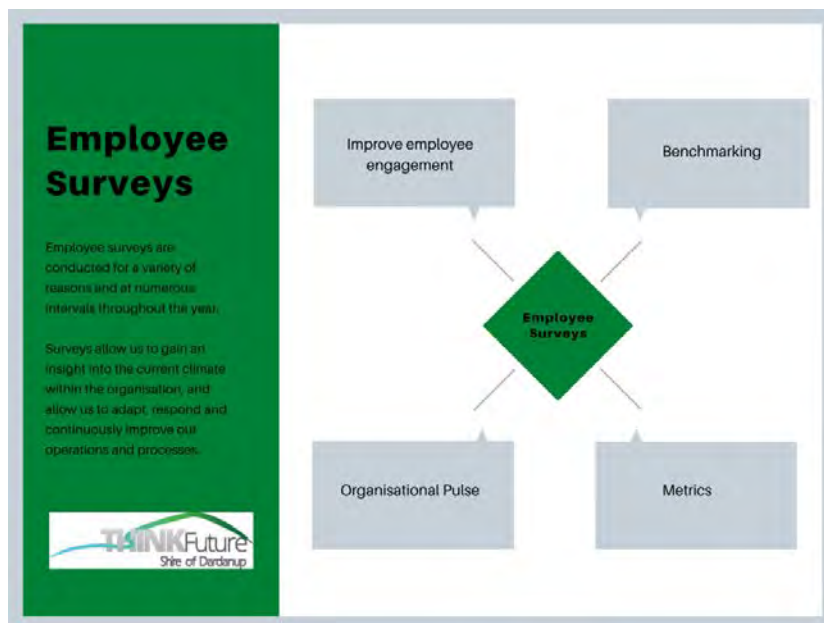 Employee
Surveys
Employee surveys are
conducted for a variety of
reasons and at numerous
intervals throughout the year.
Surveys allow us to gain an
insight into the current climate
within the organisation, and
allow us to adapt, respond and
continuously improve our
operations and processes.
THINKFuture
Shire of Dardanup
Improve employee
engagement
Benchmarking
Employee
Surveys
Organisational Pulse
Metrics